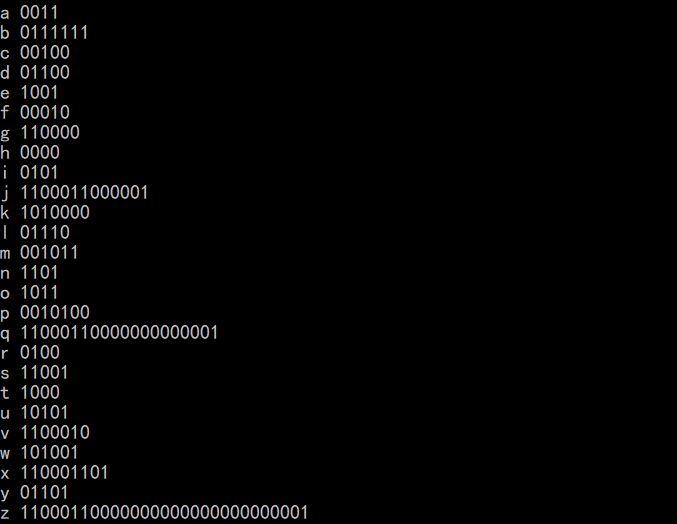 a 0011
b 0111111
c 00100
d 01100
e 1001
f 00010
g 110000
h 0000
i 0101
j 1100011000001
k 1010000
l 01110
m 001011
n 1101
o 1011
p 0010100
q 11000110000000000001
r 0100
s 11001
t 1000
u 10101
v 1100010
w 101001
x 110001101
y 01101
z 11000110000000000000000000001